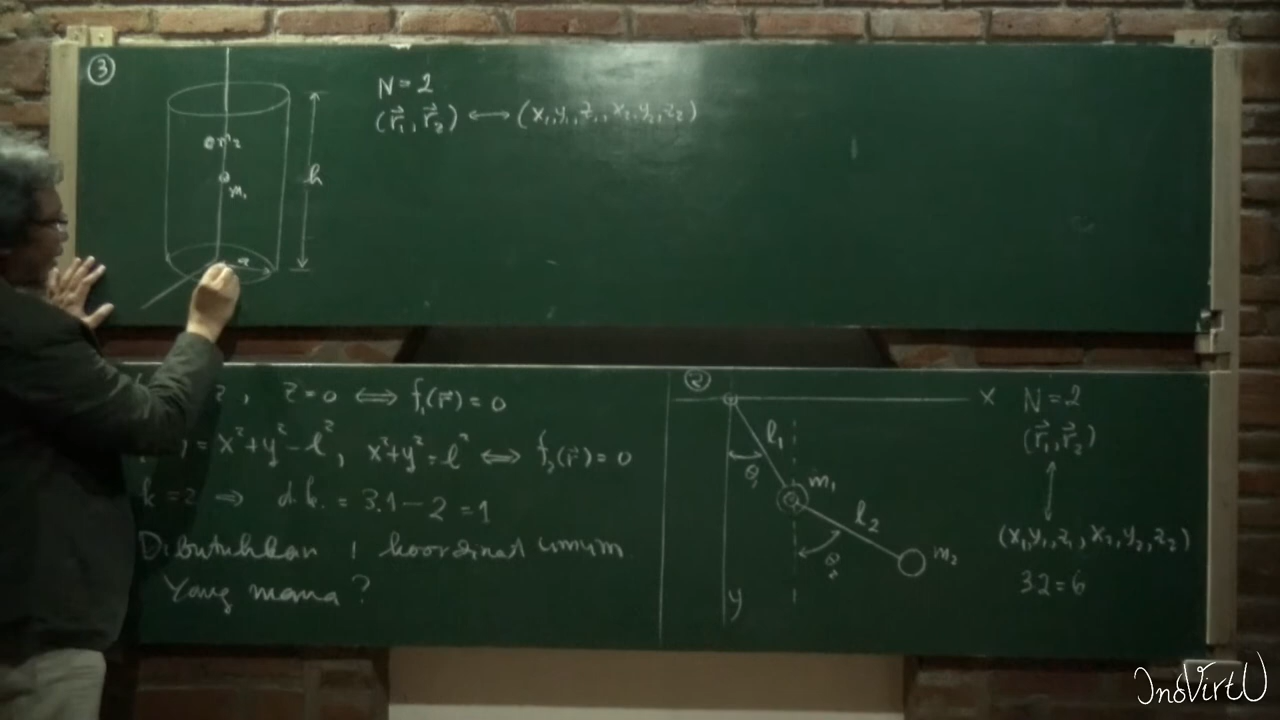 ③
N = 2
(r⃗₁, r⃗₂) ⟷ (x₁, y₁, z₁, x₂, y₂, z₂)
m₂
m₁
h
a
z, z=0 ⟺ f₁(r⃗) = 0
) = x²+y²−l², x²+y²=l² ⟺ f₂(r⃗) = 0
k = 2 ⇒ d.k. = 3.1 − 2 = 1
Dibutuhkan 1 koordinat umum
Yang mana?
②
x
N = 2
(r⃗₁, r⃗₂)
l₁
θ₁
m₁
l₂
θ₂
m₂
(x₁, y₁, z₁, x₂, y₂, z₂)
3.2=6
y
InoVirtU